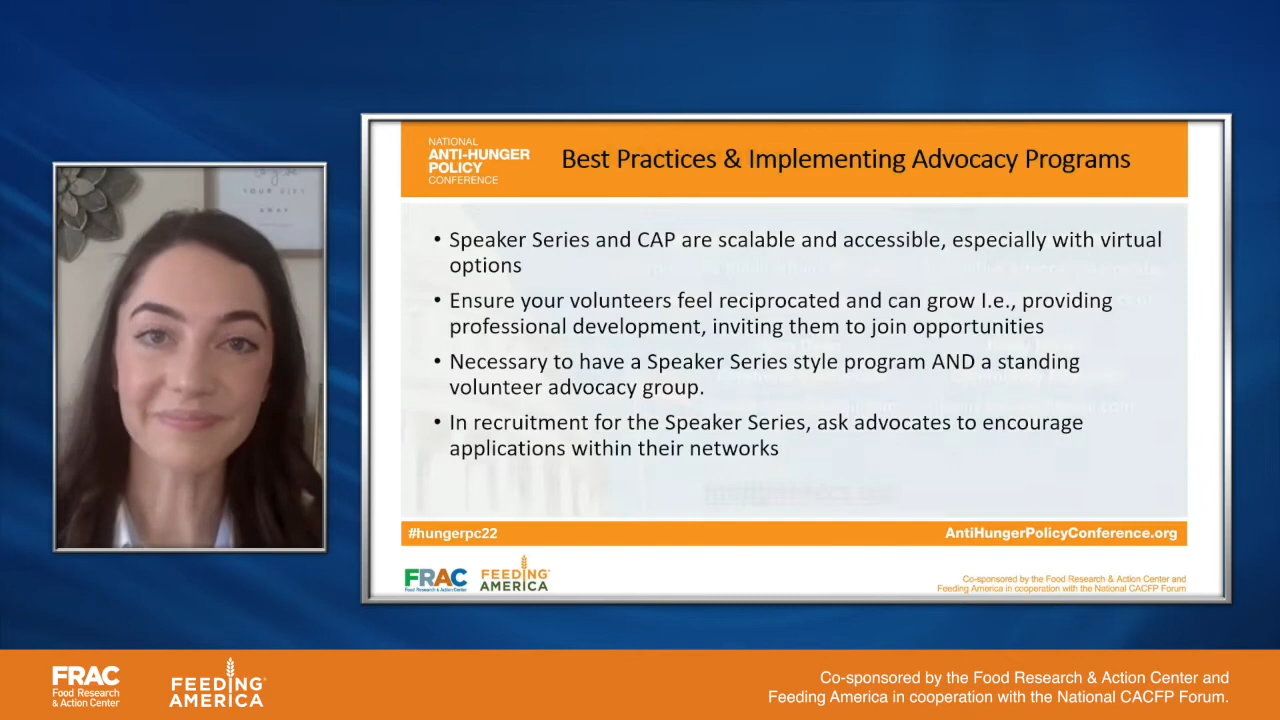 NATIONAL
ANTI-HUNGER
POLICY
CONFERENCE
Best Practices & Implementing Advocacy Programs
• Speaker Series and CAP are scalable and accessible, especially with virtual
options
• Ensure your volunteers feel reciprocated and can grow I.e., providing
professional development, inviting them to join opportunities
• Necessary to have a Speaker Series style program AND a standing
volunteer advocacy group.
• In recruitment for the Speaker Series, ask advocates to encourage
applications within their networks
#hungerpc22
AntiHungerPolicyConference.org
FRAC
Food Research & Action Center
FEEDING
AMERICA
Co-sponsored by the Food Research & Action Center and
Feeding America in cooperation with the National CACFP Forum
FRAC
Food Research
& Action Center
FEEDING
AMERICA
Co-sponsored by the Food Research & Action Center and
Feeding America in cooperation with the National CACFP Forum.